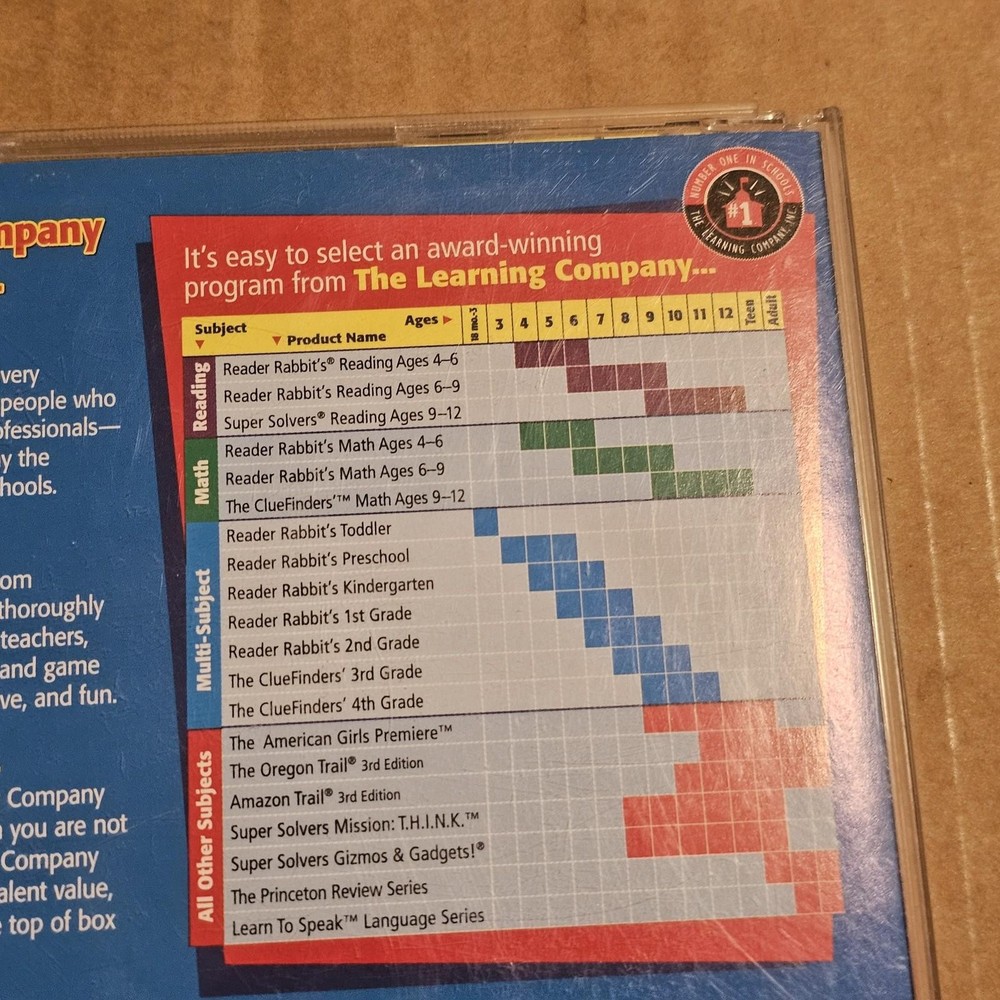 mpany
very
people who
ofessionals—
y the
hools.
om
thoroughly
teachers,
and game
ve, and fun.
Company
you are not
Company
alent value,
top of box
NUMBER ONE IN SCHOOLS
#1
THE LEARNING COMPANY, INC.
It's easy to select an award-winning
program from The Learning Company...
Subject Product Name Ages 18 mo.-3 3 4 5 6 7 8 9 10 11 12 Teen Adult
Reading
Reader Rabbit's® Reading Ages 4–6
Reader Rabbit's Reading Ages 6–9
Super Solvers® Reading Ages 9–12
Math
Reader Rabbit's Math Ages 4–6
Reader Rabbit's Math Ages 6–9
The ClueFinders'™ Math Ages 9–12
Multi-Subject
Reader Rabbit's Toddler
Reader Rabbit's Preschool
Reader Rabbit's Kindergarten
Reader Rabbit's 1st Grade
Reader Rabbit's 2nd Grade
The ClueFinders' 3rd Grade
The ClueFinders' 4th Grade
All Other Subjects
The American Girls Premiere™
The Oregon Trail® 3rd Edition
Amazon Trail® 3rd Edition
Super Solvers Mission: T.H.I.N.K.™
Super Solvers Gizmos & Gadgets!®
The Princeton Review Series
Learn To Speak™ Language Series